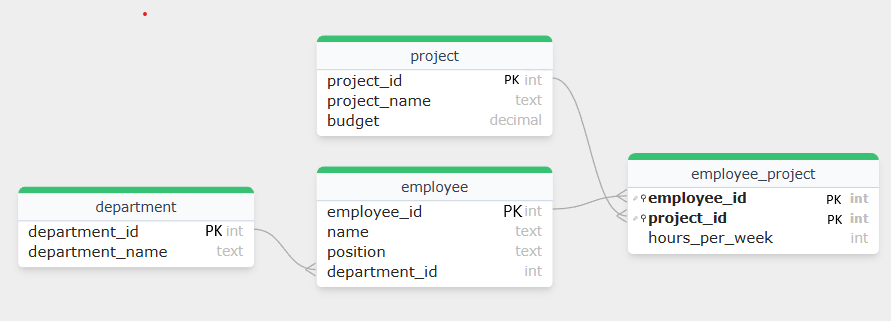 project
project_id PK int
project_name text
budget decimal
employee
employee_id PK int
name text
position text
department_id int
department
department_id PK int
department_name text
employee_project
employee_id PK int
project_id PK int
hours_per_week int